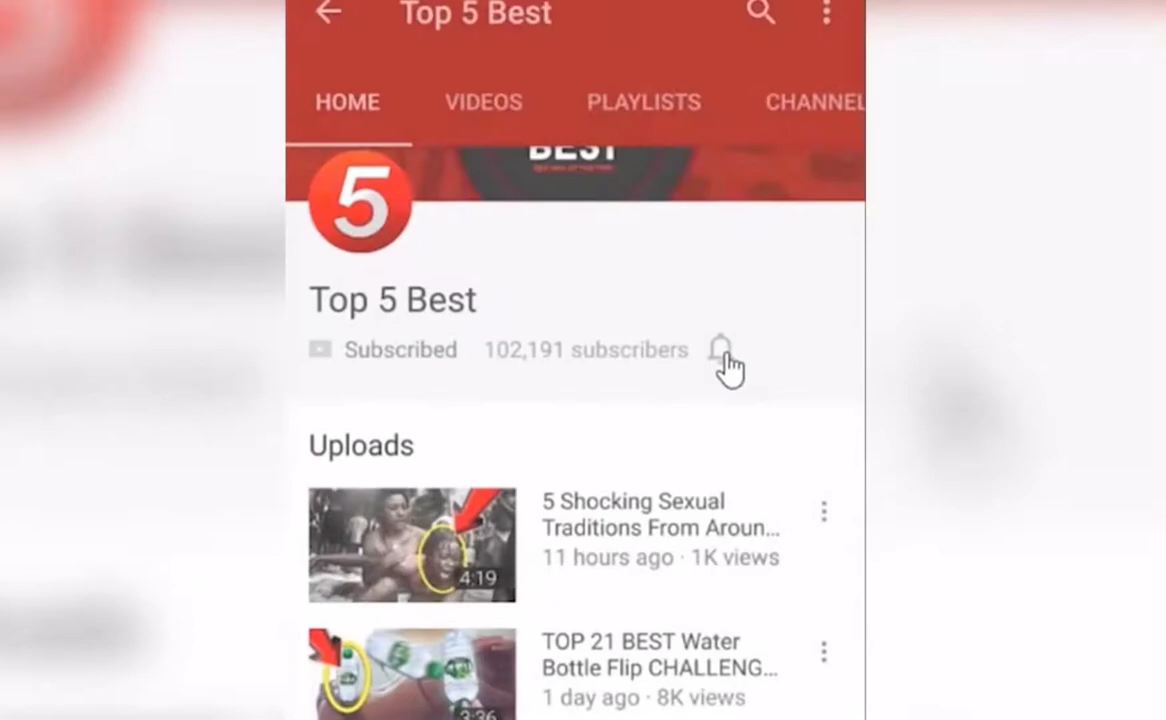 Top 5 Best
HOME VIDEOS PLAYLISTS CHANNEL
BEST
5
Top 5 Best
Subscribed 102,191 subscribers
Uploads
5 Shocking Sexual
Traditions From Aroun...
11 hours ago · 1K views
4:19
TOP 21 BEST Water
Bottle Flip CHALLENG...
1 day ago · 8K views
3:36